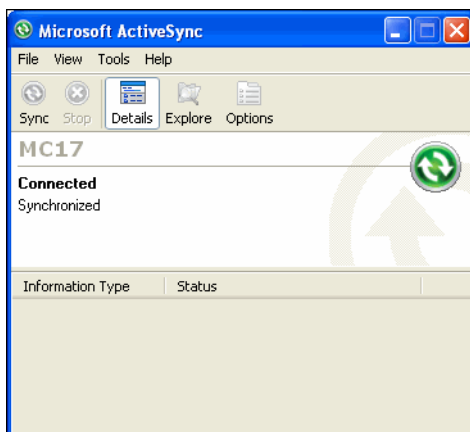 Microsoft ActiveSync
File View Tools Help
Sync Stop Details Explore Options
MC17
Connected
Synchronized
Information Type Status